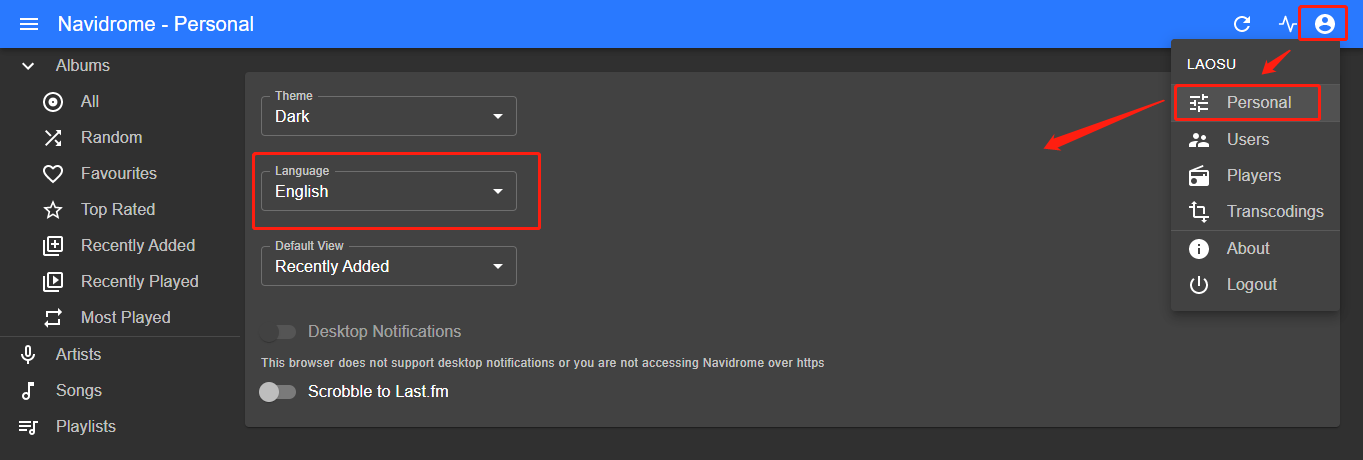 Navidrome - Personal
Albums
All
Random
Favourites
Top Rated
Recently Added
Recently Played
Most Played
Artists
Songs
Playlists
Theme
Dark
Language
English
Default View
Recently Added
Desktop Notifications
This browser does not support desktop notifications or you are not accessing Navidrome over https
Scrobble to Last.fm
LAOSU
Personal
Users
Players
Transcodings
About
Logout